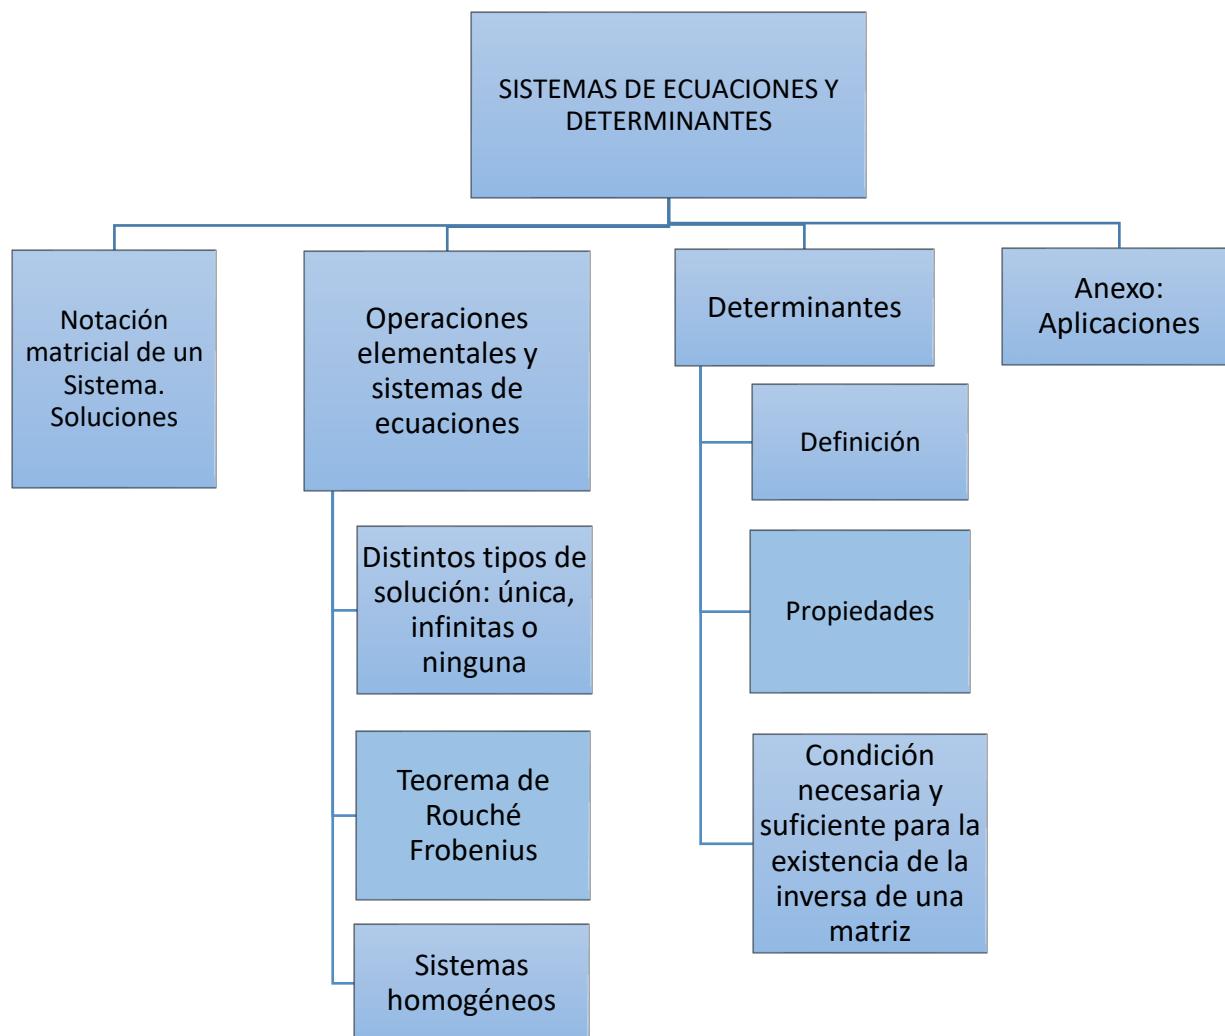 SISTEMAS DE ECUACIONES Y
DETERMINANTES
Notación
matricial de un
Sistema.
Soluciones
Operaciones
elementales y
sistemas de
ecuaciones
Distintos tipos de
solución: única,
infinitas o
ninguna
Teorema de
Rouché
Frobenius
Sistemas
homogéneos
Determinantes
Definición
Propiedades
Condición
necesaria y
suficiente para la
existencia de la
inversa de una
matriz
Anexo:
Aplicaciones